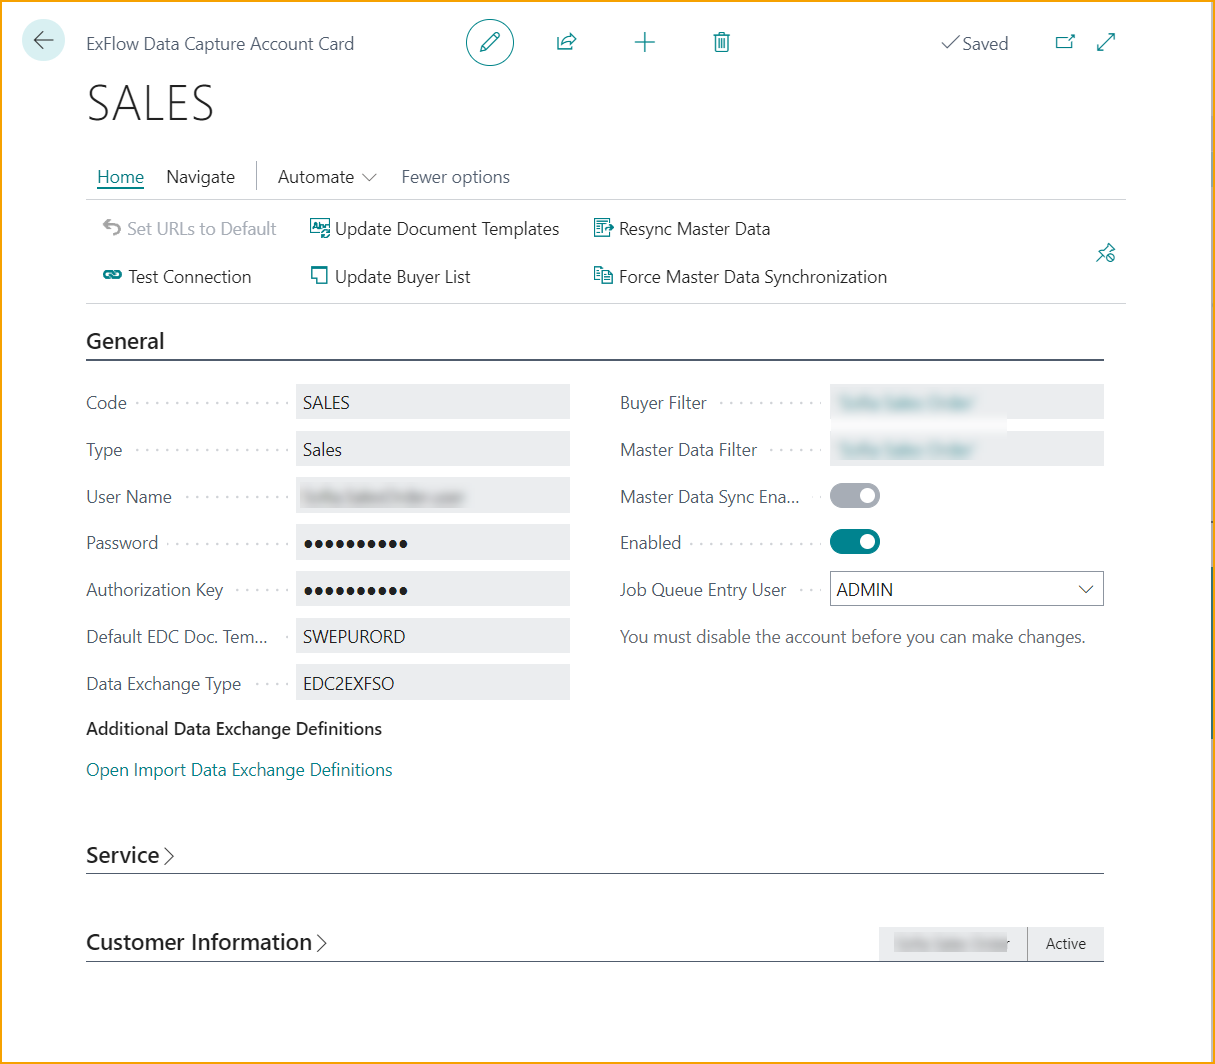 ExFlow Data Capture Account Card
Saved
SALES
Home Navigate Automate Fewer options
Set URLs to Default Update Document Templates Resync Master Data
Test Connection Update Buyer List Force Master Data Synchronization
General
Code SALES
Type Sales
User Name
Password ●●●●●●●●●●
Authorization Key ●●●●●●●●●●
Default EDC Doc. Tem... SWEPURORD
Data Exchange Type EDC2EXFSO
Additional Data Exchange Definitions
Open Import Data Exchange Definitions
Buyer Filter
Master Data Filter
Master Data Sync Ena...
Enabled
Job Queue Entry User ADMIN
You must disable the account before you can make changes.
Service
Customer Information Active